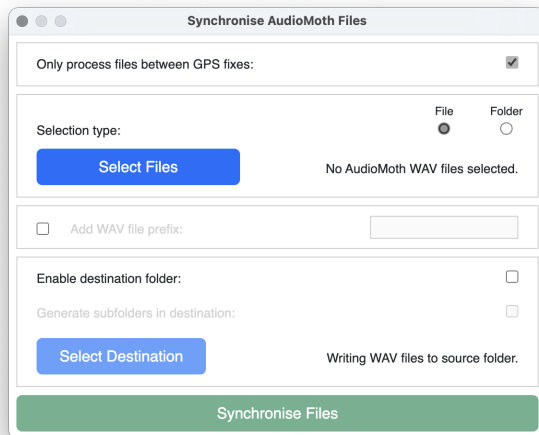 Synchronise AudioMoth Files
Only process files between GPS fixes:
File Folder
Selection type:
Select Files No AudioMoth WAV files selected.
Add WAV file prefix:
Enable destination folder:
Generate subfolders in destination:
Select Destination Writing WAV files to source folder.
Synchronise Files